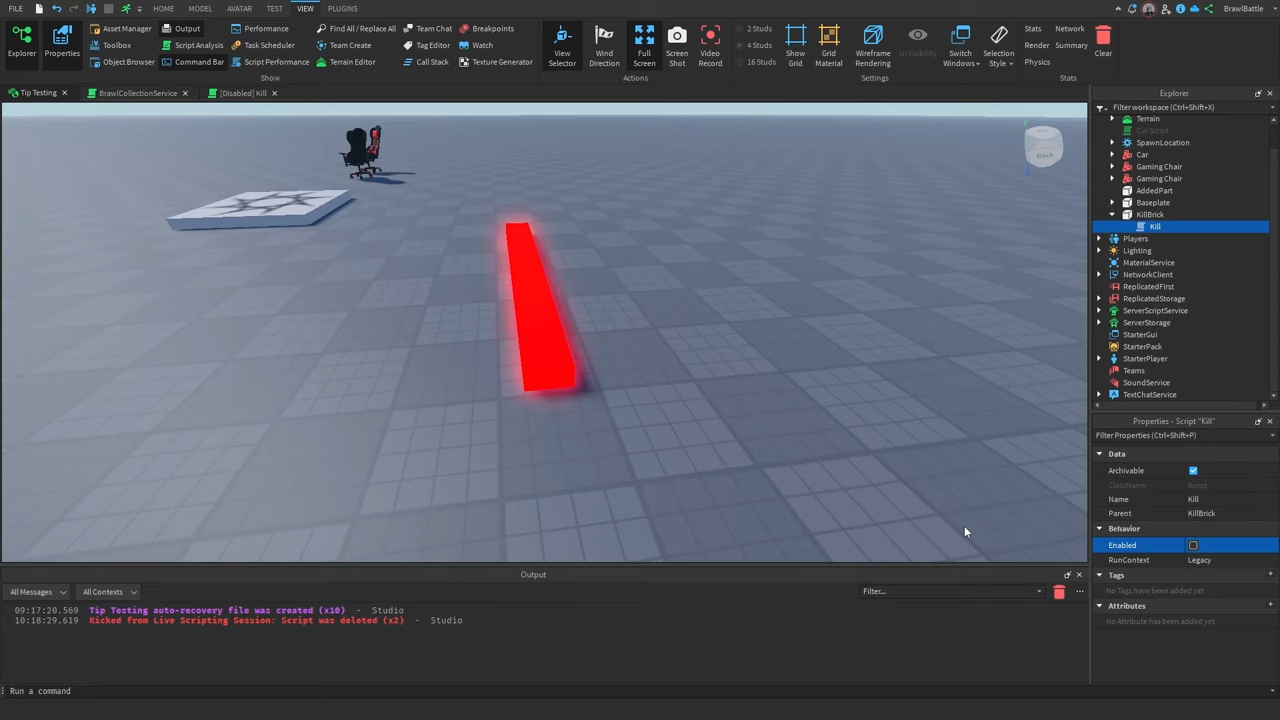 FILE HOME MODEL AVATAR TEST VIEW PLUGINS BrawlBattle
Explorer
Properties
Asset Manager
Toolbox
Object Browser
Output
Script Analysis
Command Bar
Performance
Task Scheduler
Script Performance
Find All / Replace All
Team Create
Terrain Editor
Team Chat
Tag Editor
Call Stack
Breakpoints
Watch
Texture Generator
Show
View
Selector
Wind
Direction
Full
Screen
Screen
Shot
Video
Record
Actions
2 Studs
4 Studs
16 Studs
Show
Grid
Grid
Material
Wireframe
Rendering
UI Visibility
Switch
Windows
Selection
Style
Settings
Stats
Render
Physics
Network
Summary
Clear
Stats
Tip Testing BrawlCollectionService [Disabled] Kill
Back
Explorer
Filter workspace (Ctrl+Shift+X)
Terrain
CarScript
SpawnLocation
Car
Gaming Chair
Gaming Chair
AddedPart
Baseplate
KillBrick
Kill
Players
Lighting
MaterialService
NetworkClient
ReplicatedFirst
ReplicatedStorage
ServerScriptService
ServerStorage
StarterGui
StarterPack
StarterPlayer
Teams
SoundService
TextChatService
Properties - Script "Kill"
Filter Properties (Ctrl+Shift+P)
Data
Archivable
ClassName Script
Name Kill
Parent KillBrick
Behavior
Enabled
RunContext Legacy
Tags
No Tags have been added yet
Attributes
No Attribute has been added yet
Output
All Messages All Contexts Filter...
09:17:20.569 Tip Testing auto-recovery file was created (x10) - Studio
10:18:29.619 Kicked from Live Scripting Session: Script was deleted (x2) - Studio
Run a command